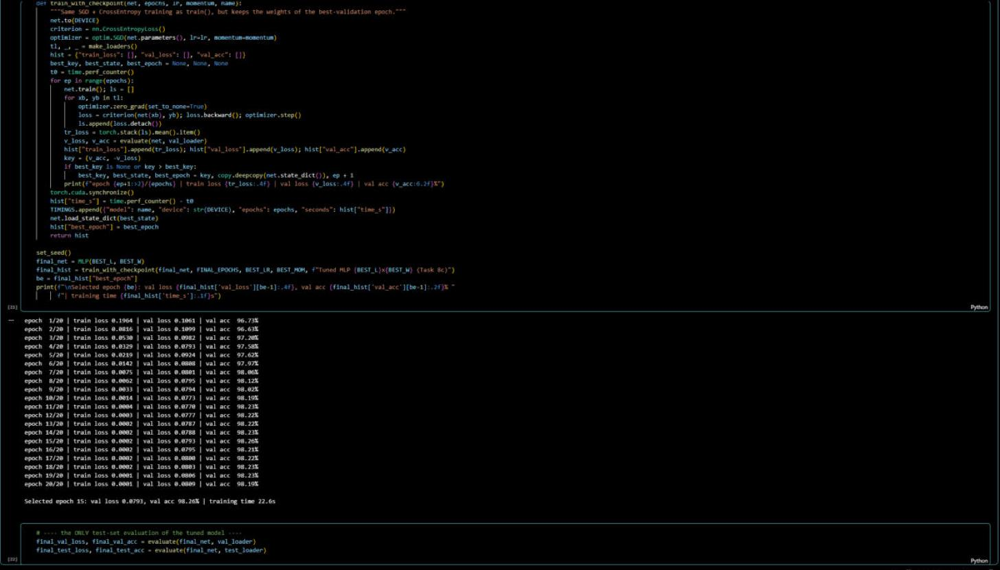 def train_with_checkpoint(net, epochs, lr, momentum, name):
    """Same SGD + CrossEntropy training as train(), but keeps the weights of the best-validation epoch."""
    net.to(DEVICE)
    criterion = nn.CrossEntropyLoss()
    optimizer = optim.SGD(net.parameters(), lr=lr, momentum=momentum)
    tl, _, _ = make_loaders()
    hist = {"train_loss": [], "val_loss": [], "val_acc": []}
    best_key, best_state, best_epoch = None, None, None
    t0 = time.perf_counter()
    for ep in range(epochs):
        net.train(); ls = []
        for xb, yb in tl:
            optimizer.zero_grad(set_to_none=True)
            loss = criterion(net(xb), yb); loss.backward(); optimizer.step()
            ls.append(loss.detach())
        tr_loss = torch.stack(ls).mean().item()
        v_loss, v_acc = evaluate(net, val_loader)
        hist["train_loss"].append(tr_loss); hist["val_loss"].append(v_loss); hist["val_acc"].append(v_acc)
        key = (v_acc, -v_loss)
        if best_key is None or key > best_key:
            best_key, best_state, best_epoch = key, copy.deepcopy(net.state_dict()), ep + 1
        print(f"epoch {ep+1:>2}/{epochs} | train loss {tr_loss:.4f} | val loss {v_loss:.4f} | val acc {v_acc:6.2f}%")
    torch.cuda.synchronize()
    hist["time_s"] = time.perf_counter() - t0
    TIMINGS.append({"model": name, "device": str(DEVICE), "epochs": epochs, "seconds": hist["time_s"]})
    net.load_state_dict(best_state)
    hist["best_epoch"] = best_epoch
    return hist

set_seed()
final_net = MLP(BEST_L, BEST_W)
final_hist = train_with_checkpoint(final_net, FINAL_EPOCHS, BEST_LR, BEST_MOM, f"Tuned MLP {BEST_L}x{BEST_W} (Task 8c)")
be = final_hist["best_epoch"]
print(f"\nSelected epoch {be}: val loss {final_hist['val_loss'][be-1]:.4f}, val acc {final_hist['val_acc'][be-1]:.2f}% "
      f"| training time {final_hist['time_s']:.1f}s")
[21]
Python
...
epoch  1/20 | train loss 0.1964 | val loss 0.1061 | val acc  96.73%
epoch  2/20 | train loss 0.0816 | val loss 0.1099 | val acc  96.63%
epoch  3/20 | train loss 0.0530 | val loss 0.0982 | val acc  97.20%
epoch  4/20 | train loss 0.0329 | val loss 0.0793 | val acc  97.58%
epoch  5/20 | train loss 0.0219 | val loss 0.0924 | val acc  97.62%
epoch  6/20 | train loss 0.0142 | val loss 0.0808 | val acc  97.97%
epoch  7/20 | train loss 0.0075 | val loss 0.0801 | val acc  98.06%
epoch  8/20 | train loss 0.0062 | val loss 0.0795 | val acc  98.12%
epoch  9/20 | train loss 0.0033 | val loss 0.0794 | val acc  98.02%
epoch 10/20 | train loss 0.0014 | val loss 0.0773 | val acc  98.19%
epoch 11/20 | train loss 0.0004 | val loss 0.0770 | val acc  98.23%
epoch 12/20 | train loss 0.0003 | val loss 0.0777 | val acc  98.22%
epoch 13/20 | train loss 0.0002 | val loss 0.0787 | val acc  98.22%
epoch 14/20 | train loss 0.0002 | val loss 0.0788 | val acc  98.23%
epoch 15/20 | train loss 0.0002 | val loss 0.0793 | val acc  98.26%
epoch 16/20 | train loss 0.0002 | val loss 0.0795 | val acc  98.21%
epoch 17/20 | train loss 0.0002 | val loss 0.0800 | val acc  98.22%
epoch 18/20 | train loss 0.0002 | val loss 0.0803 | val acc  98.23%
epoch 19/20 | train loss 0.0001 | val loss 0.0806 | val acc  98.23%
epoch 20/20 | train loss 0.0001 | val loss 0.0809 | val acc  98.19%

Selected epoch 15: val loss 0.0793, val acc 98.26% | training time 22.6s

# ---- the ONLY test-set evaluation of the tuned model ----
final_val_loss, final_val_acc = evaluate(final_net, val_loader)
final_test_loss, final_test_acc = evaluate(final_net, test_loader)
[22]
Python